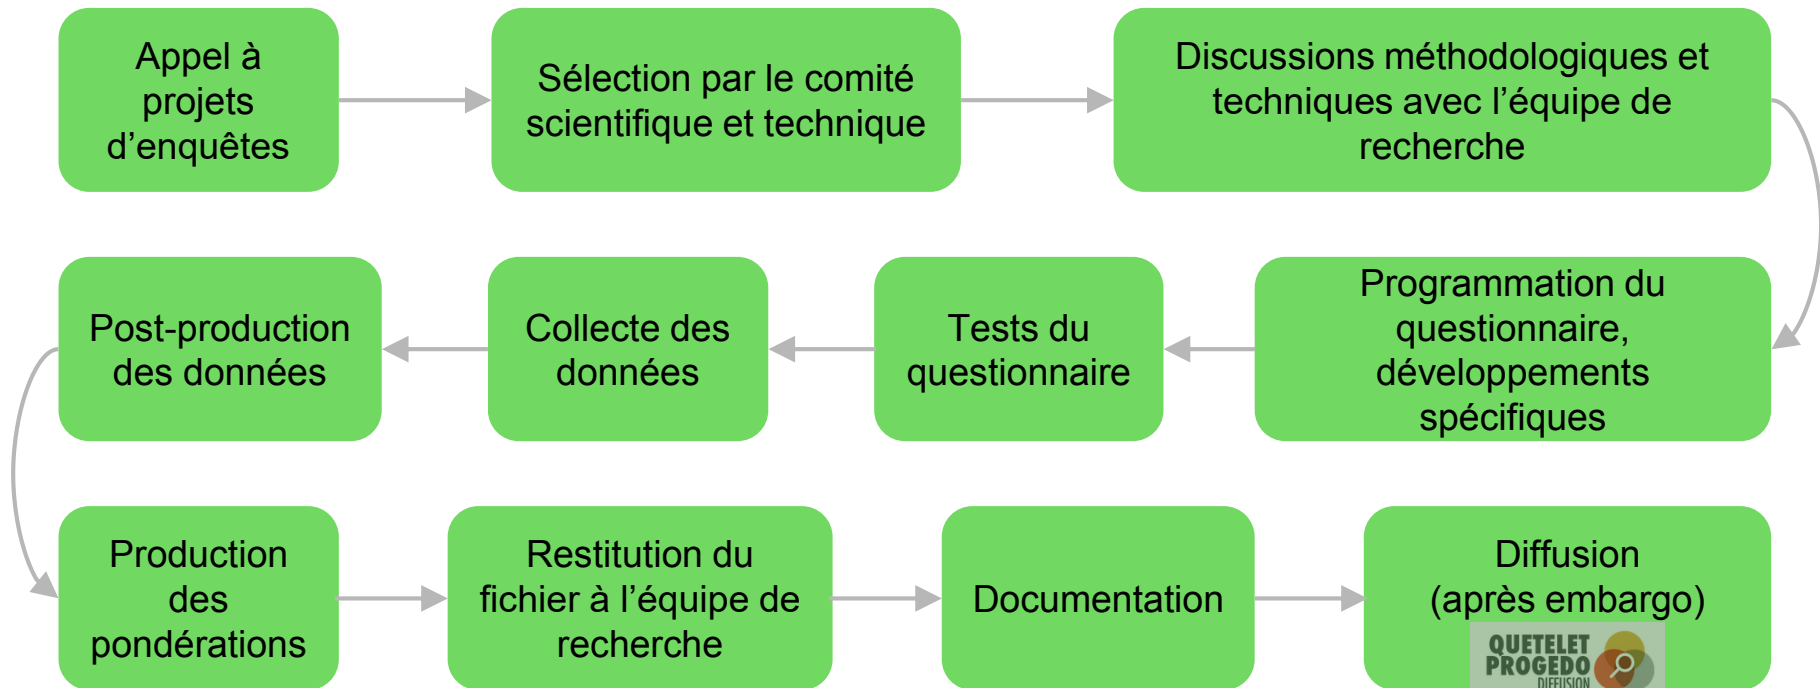 Appel à
projets
d’enquêtes
Sélection par le comité
scientifique et technique
Discussions méthodologiques et
techniques avec l’équipe de
recherche
Post-production
des données
Collecte des
données
Tests du
questionnaire
Programmation du
questionnaire,
développements
spécifiques
Production
des
pondérations
Restitution du
fichier à l’équipe de
recherche
Documentation
Diffusion
(après embargo)
QUETELET
PROGEDO
DIFFUSION